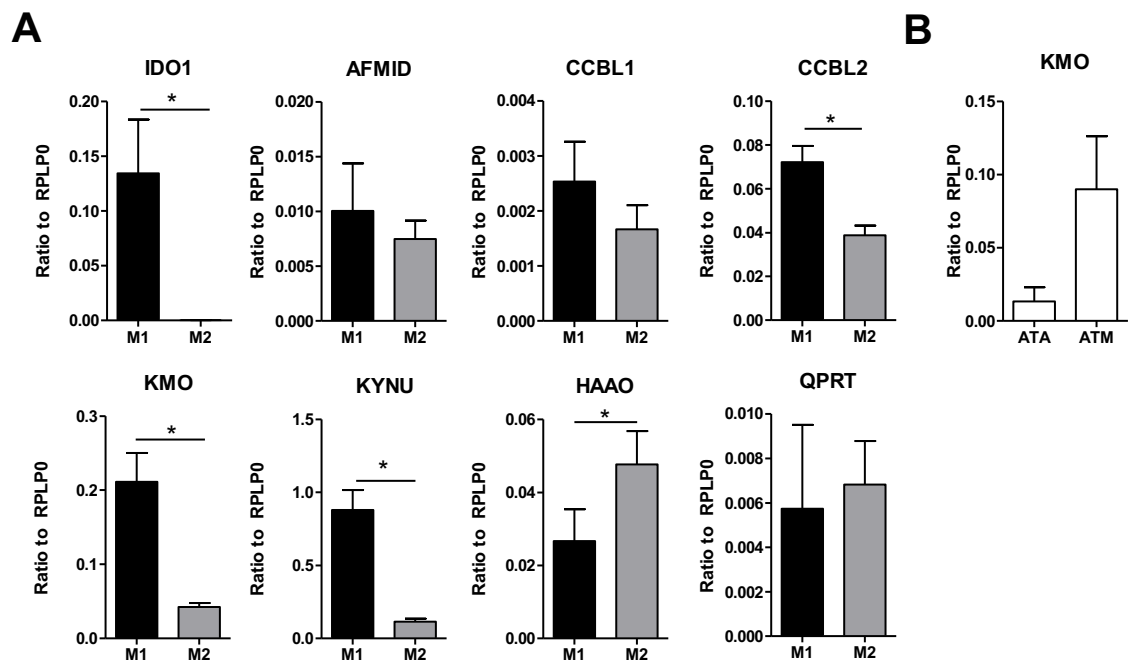 A
B
IDO1
Ratio to RPLP0
0.20
0.15
0.10
0.05
0.00
*
M1 M2
AFMID
Ratio to RPLP0
0.020
0.015
0.010
0.005
0.000
M1 M2
CCBL1
Ratio to RPLP0
0.004
0.003
0.002
0.001
0.000
M1 M2
CCBL2
Ratio to RPLP0
0.10
0.08
0.06
0.04
0.02
0.00
*
M1 M2
KMO
Ratio to RPLP0
0.15
0.10
0.05
0.00
ATA ATM
KMO
Ratio to RPLP0
0.3
0.2
0.1
0.0
*
M1 M2
KYNU
Ratio to RPLP0
1.5
1.0
0.5
0.0
*
M1 M2
HAAO
Ratio to RPLP0
0.06
0.04
0.02
0.00
*
M1 M2
QPRT
Ratio to RPLP0
0.010
0.008
0.006
0.004
0.002
0.000
M1 M2